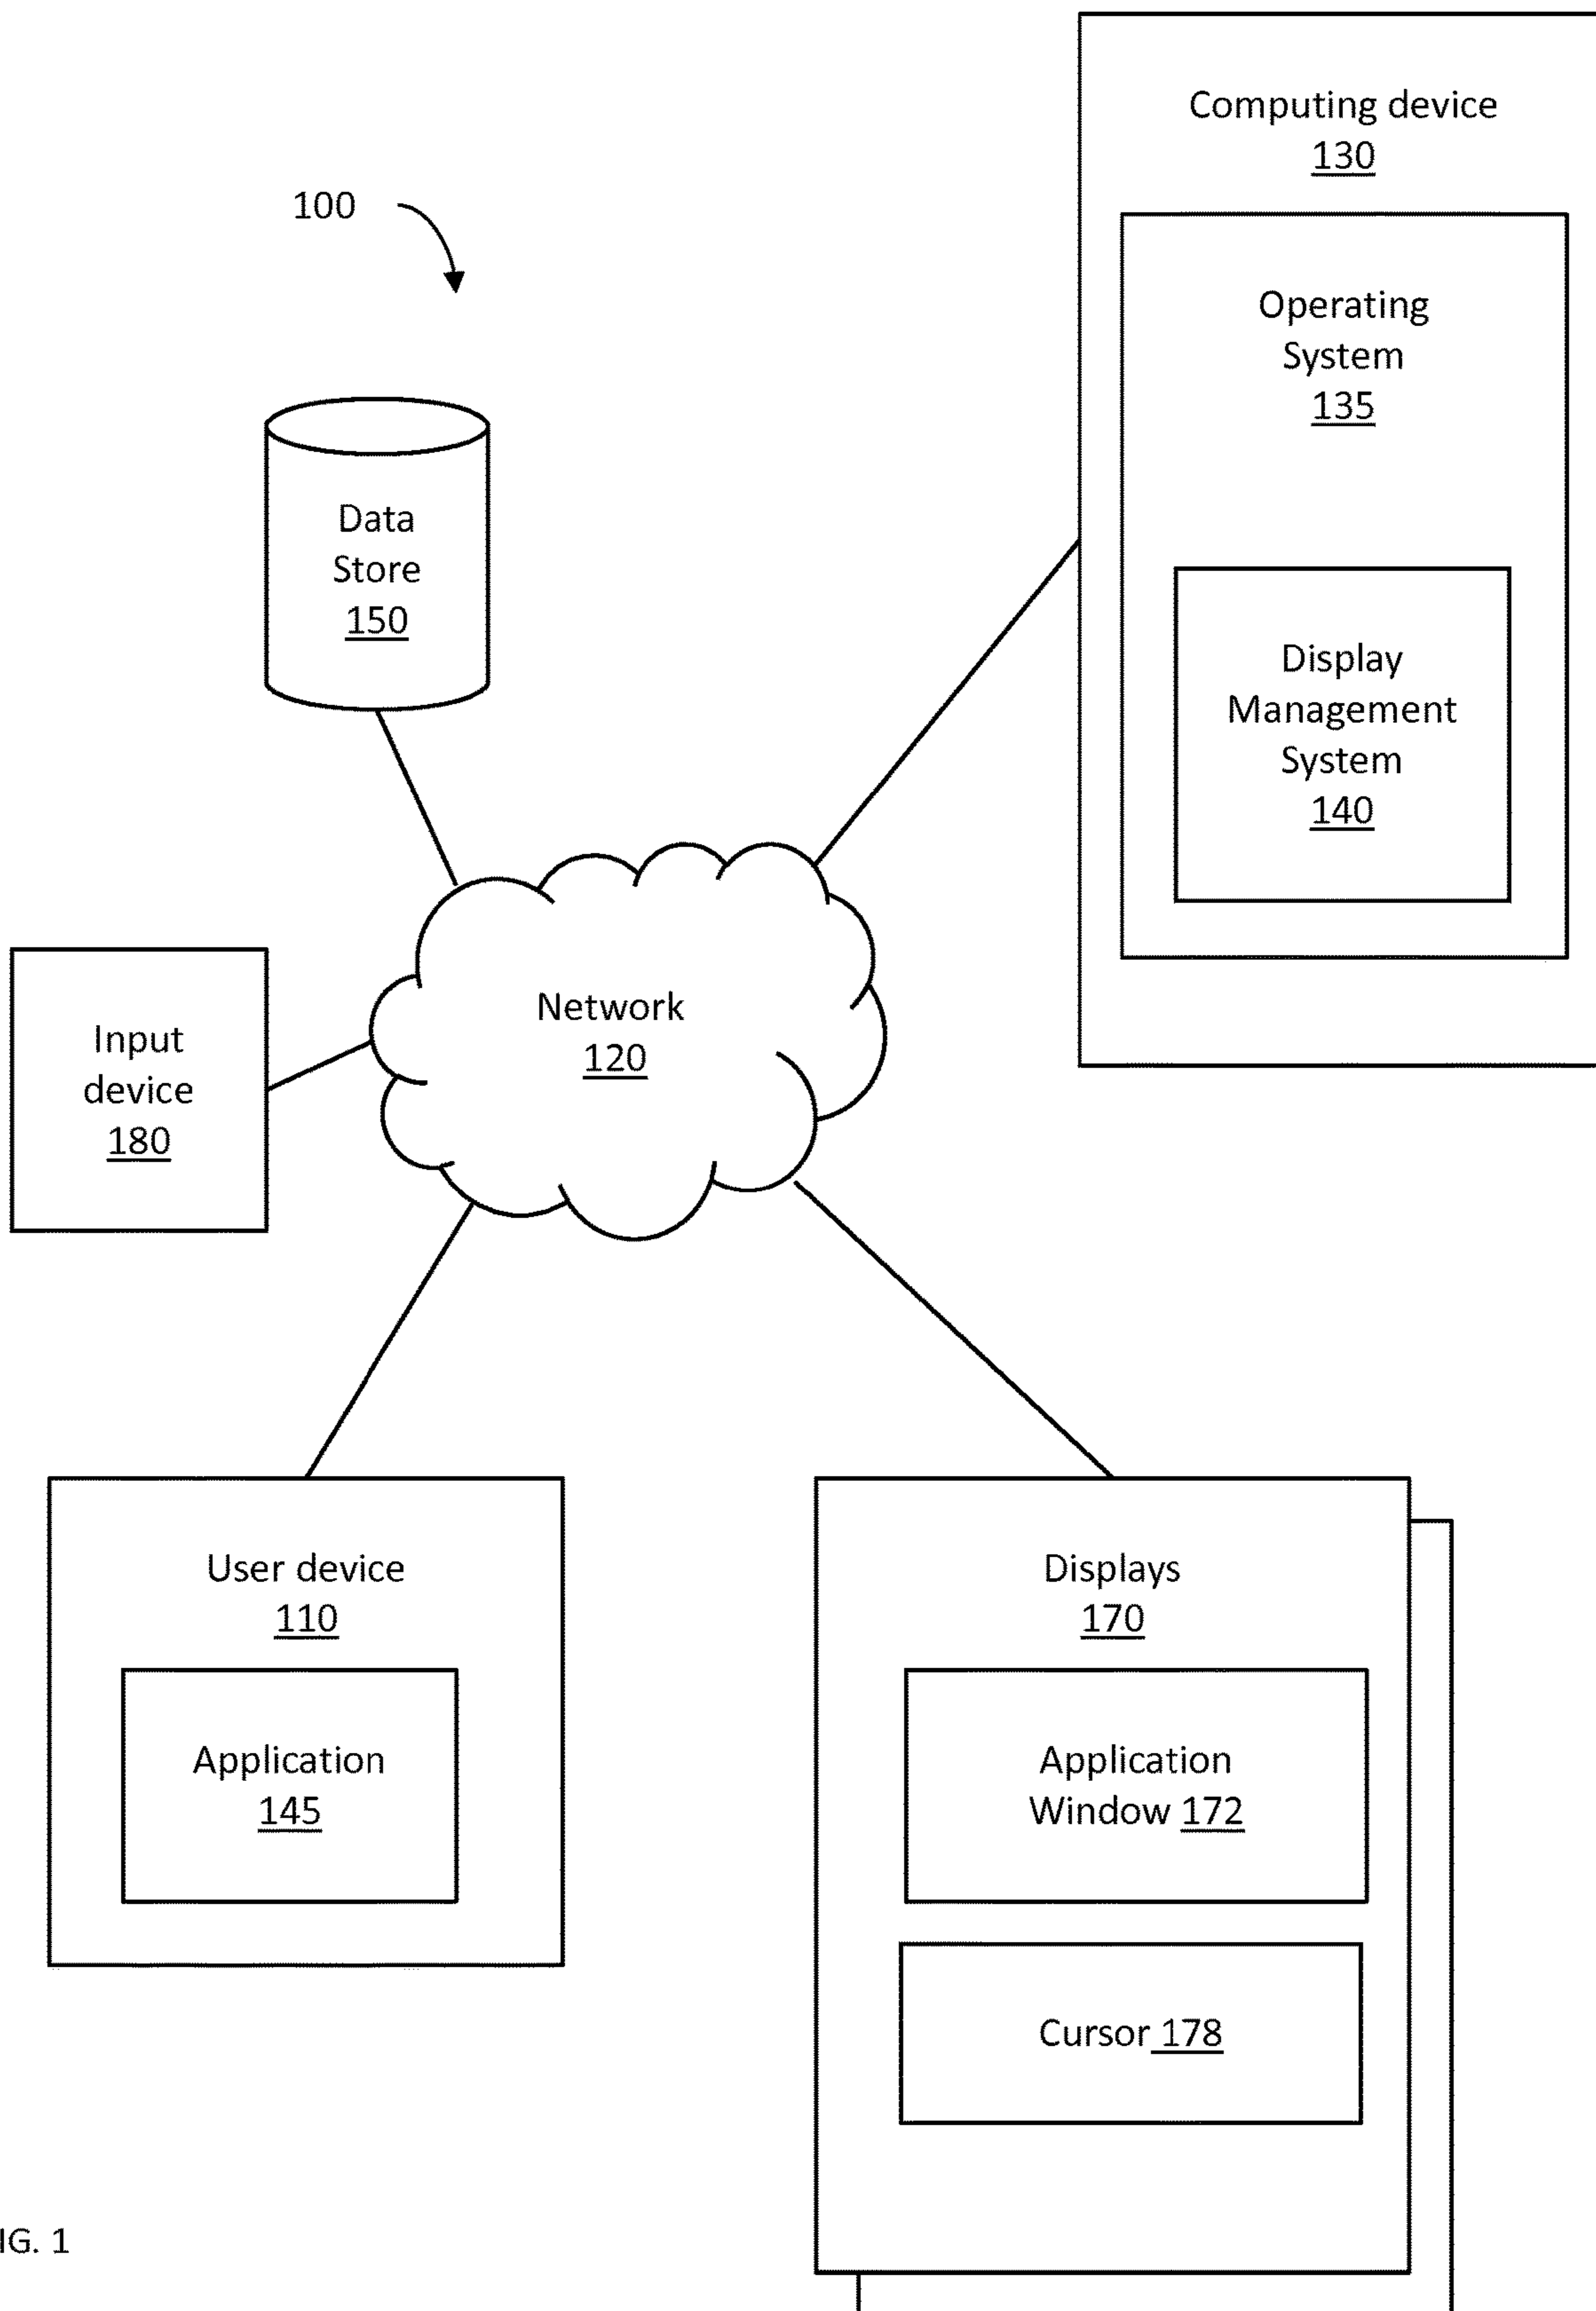 Computing device
130
100
Operating
System
135
Data
Store
150
Display
Management
System
140
Network
120
Input
device
180
User device
110
Displays
170
Application
145
Application
Window 172
Cursor 178
IG. 1